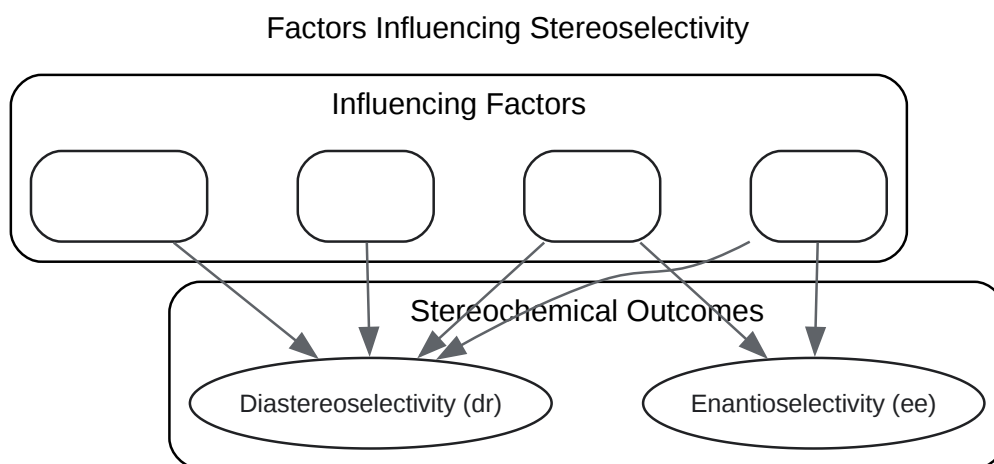 Factors Influencing Stereoselectivity
Influencing Factors
Stereochemical Outcomes
Diastereoselectivity (dr)
Enantioselectivity (ee)